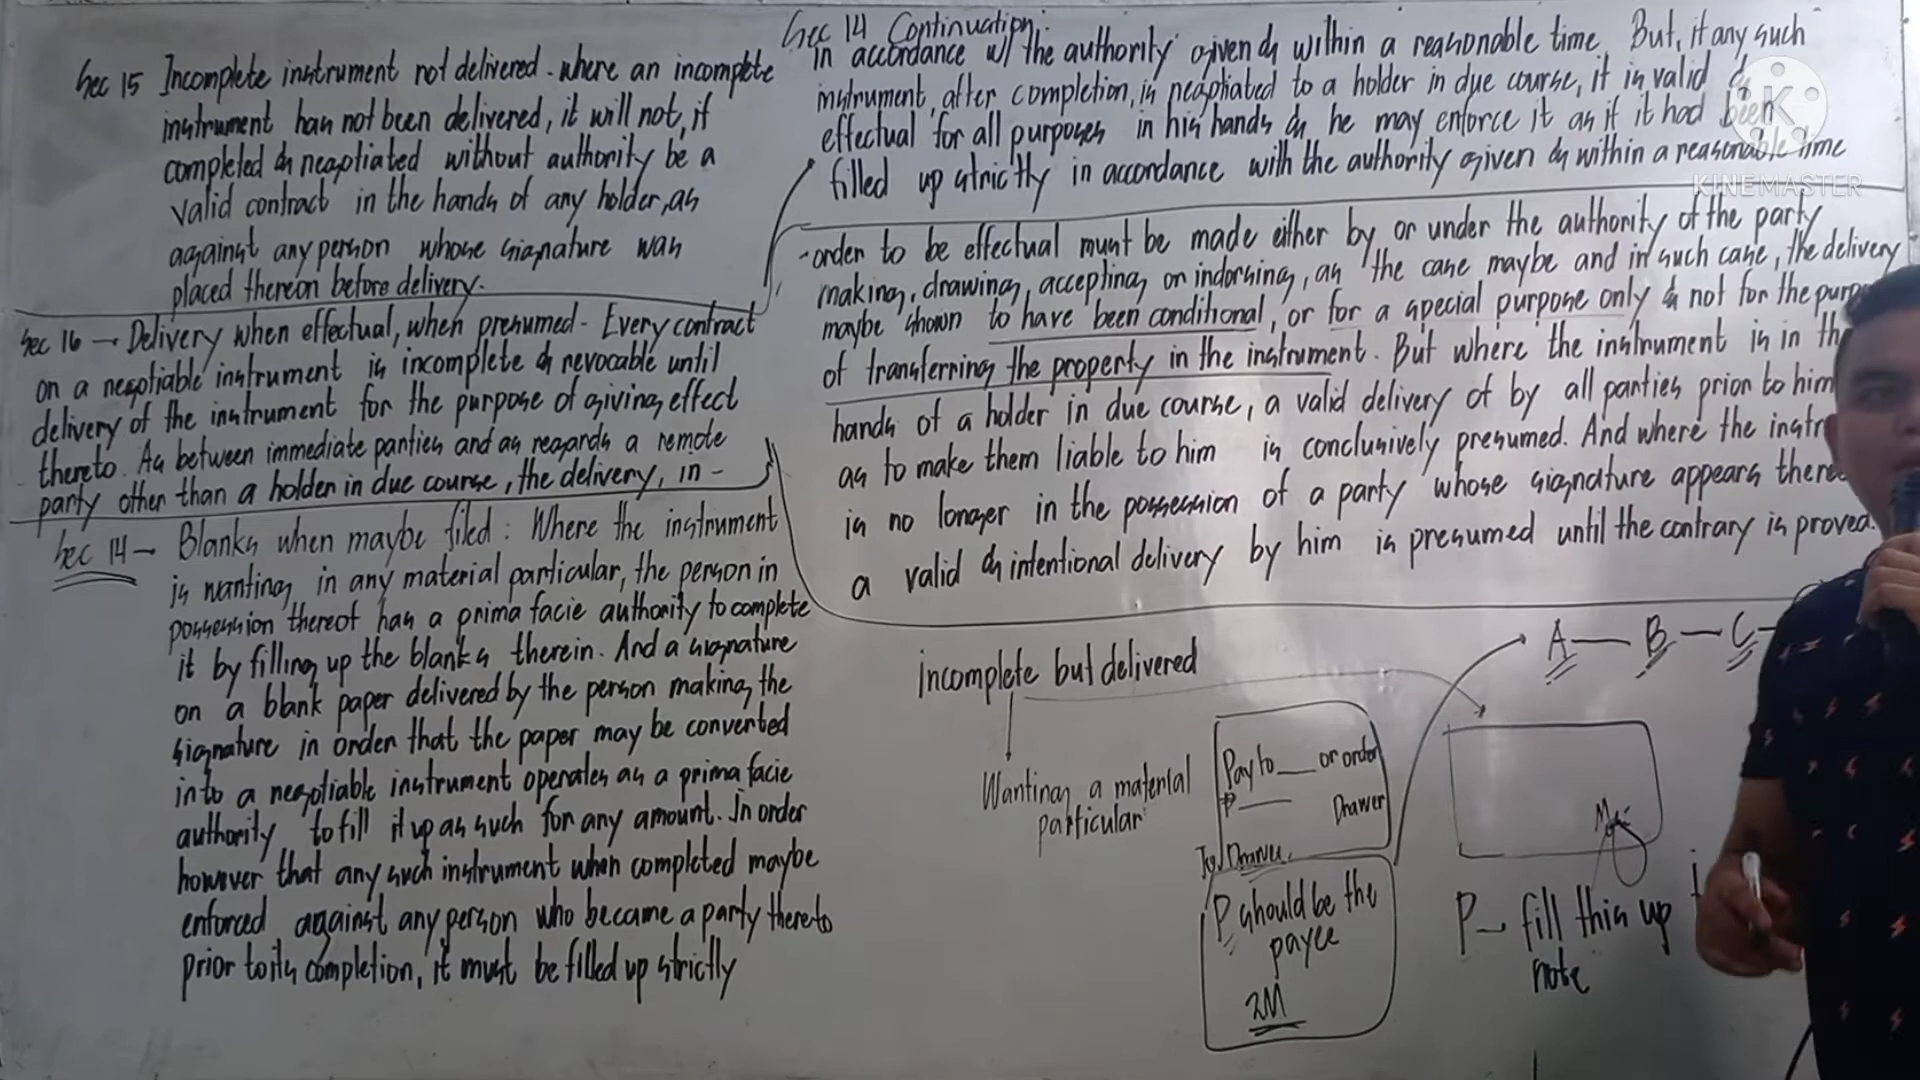 Sec 15 Incomplete instrument not delivered - where an incomplete
instrument has not been delivered, it will not, if
completed & negotiated without authority be a
valid contract in the hands of any holder, as
against any person whose signature was
placed thereon before delivery.
Sec 16 - Delivery when effectual, when presumed - Every contract
on a negotiable instrument is incomplete & revocable until
delivery of the instrument for the purpose of giving effect
thereto. As between immediate parties and as regards a remote
party other than a holder in due course, the delivery, in -
Sec 14 - Blanks when maybe filed: Where the instrument
is wanting in any material particular, the person in
possession thereof has a prima facie authority to complete
it by filling up the blanks therein. And a signature
on a blank paper delivered by the person making the
signature in order that the paper may be converted
into a negotiable instrument operates as a prima facie
authority to fill it up as such for any amount. In order
however that any such instrument when completed maybe
enforced against any person who became a party thereto
prior to its completion, it must be filled up strictly
Sec 14 Continuation
in accordance w/ the authority given & within a reasonable time. But, if any such
instrument, after completion, is negotiated to a holder in due course, it is valid &
effectual for all purposes in his hands & he may enforce it as if it had been
filled up strictly in accordance with the authority given & within a reasonable time
KINEMASTER
-order to be effectual must be made either by or under the authority of the party
making, drawing, accepting or indorsing, as the case maybe and in such case, the delivery
maybe shown to have been conditional, or for a special purpose only & not for the
of transferring the property in the instrument. But where the instrument is in
hands of a holder in due course, a valid delivery of by all parties prior to him
as to make them liable to him is conclusively presumed. And where the
is no longer in the possession of a party whose signature appears
a valid & intentional delivery by him is presumed until the contrary is proved.
incomplete but delivered
Wanting a material
particular
Pay to ___ or order
P ___
Drawer
To, Drawee
P should be the
payee
2M
A - B - C -
P - fill this up
note